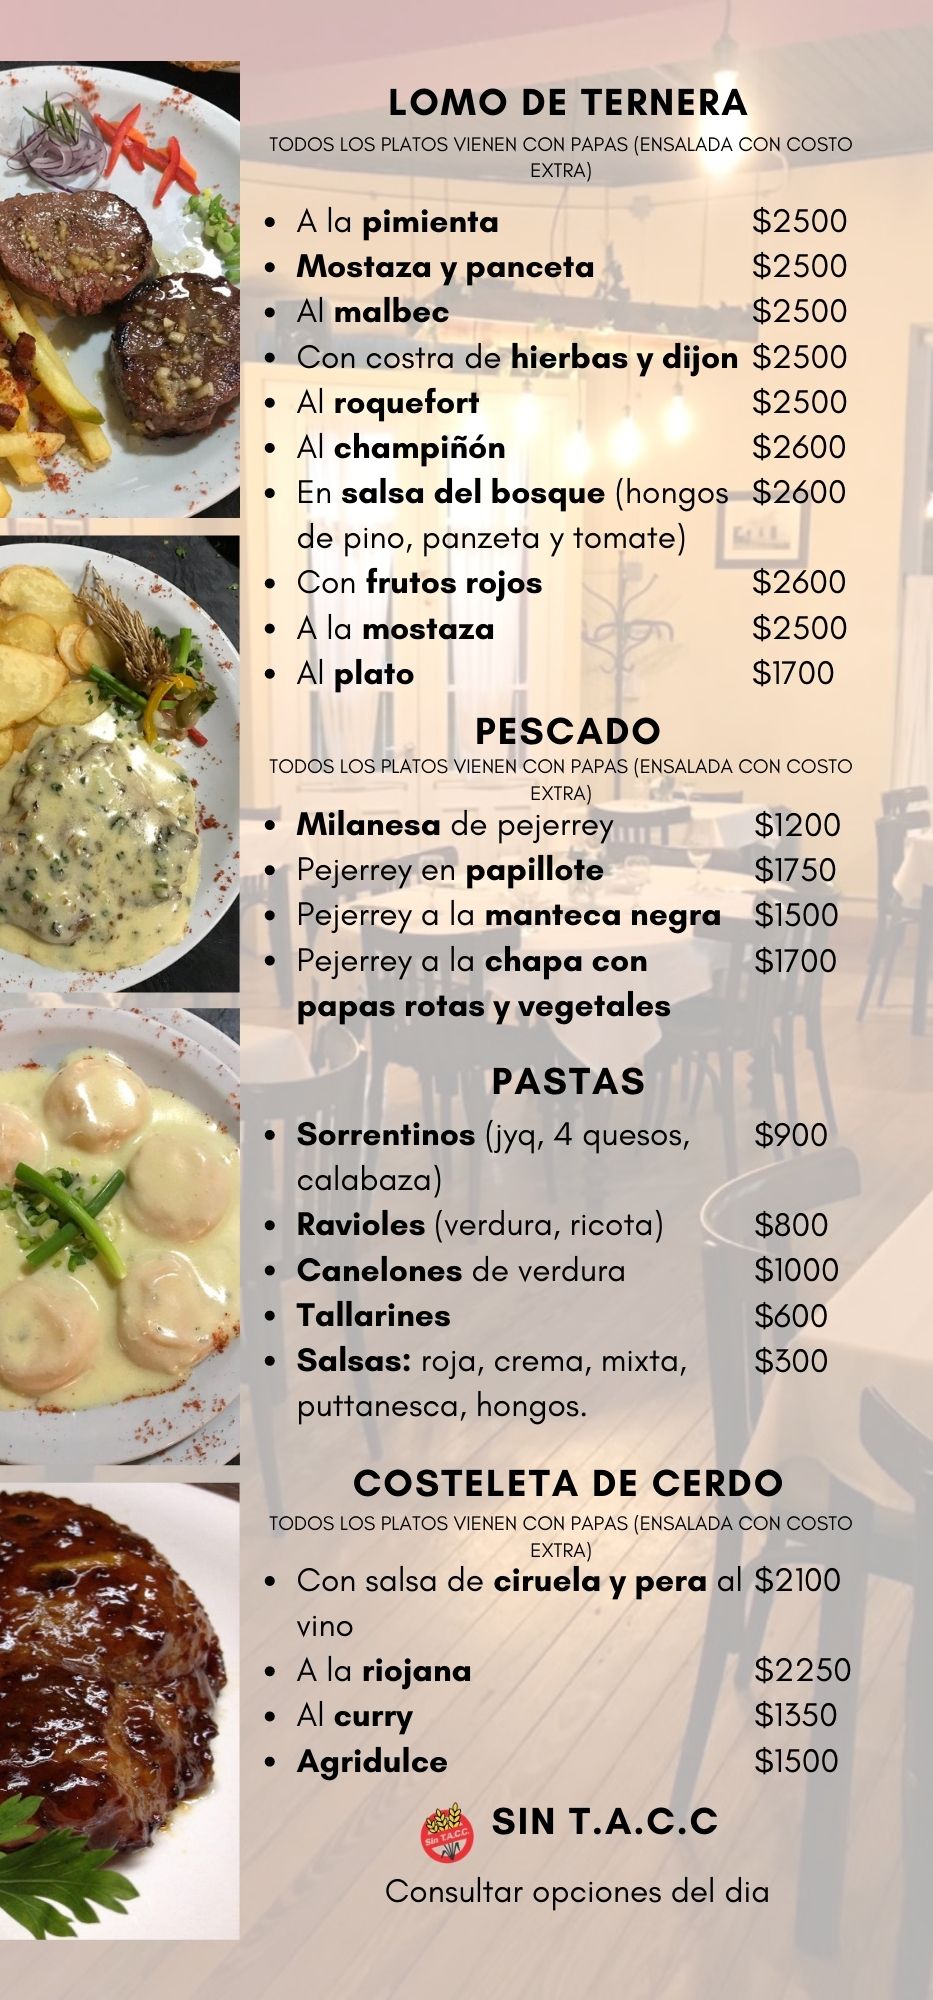 LOMO DE TERNERA
TODOS LOS PLATOS VIENEN CON PAPAS (ENSALADA CON COSTO
EXTRA)
• A la pimienta $2500
• Mostaza y panceta $2500
• Al malbec $2500
• Con costra de hierbas y dijon $2500
• Al roquefort $2500
• Al champiñón $2600
• En salsa del bosque (hongos $2600
de pino, panzeta y tomate)
• Con frutos rojos $2600
• A la mostaza $2500
• Al plato $1700
PESCADO
TODOS LOS PLATOS VIENEN CON PAPAS (ENSALADA CON COSTO
EXTRA)
• Milanesa de pejerrey $1200
• Pejerrey en papillote $1750
• Pejerrey a la manteca negra $1500
• Pejerrey a la chapa con $1700
papas rotas y vegetales
PASTAS
• Sorrentinos (jyq, 4 quesos, $900
calabaza)
• Ravioles (verdura, ricota) $800
• Canelones de verdura $1000
• Tallarines $600
• Salsas: roja, crema, mixta, $300
puttanesca, hongos.
COSTELETA DE CERDO
TODOS LOS PLATOS VIENEN CON PAPAS (ENSALADA CON COSTO
EXTRA)
• Con salsa de ciruela y pera al $2100
vino
• A la riojana $2250
• Al curry $1350
• Agridulce $1500
Sin T.A.C.C.
SIN T.A.C.C
Consultar opciones del dia